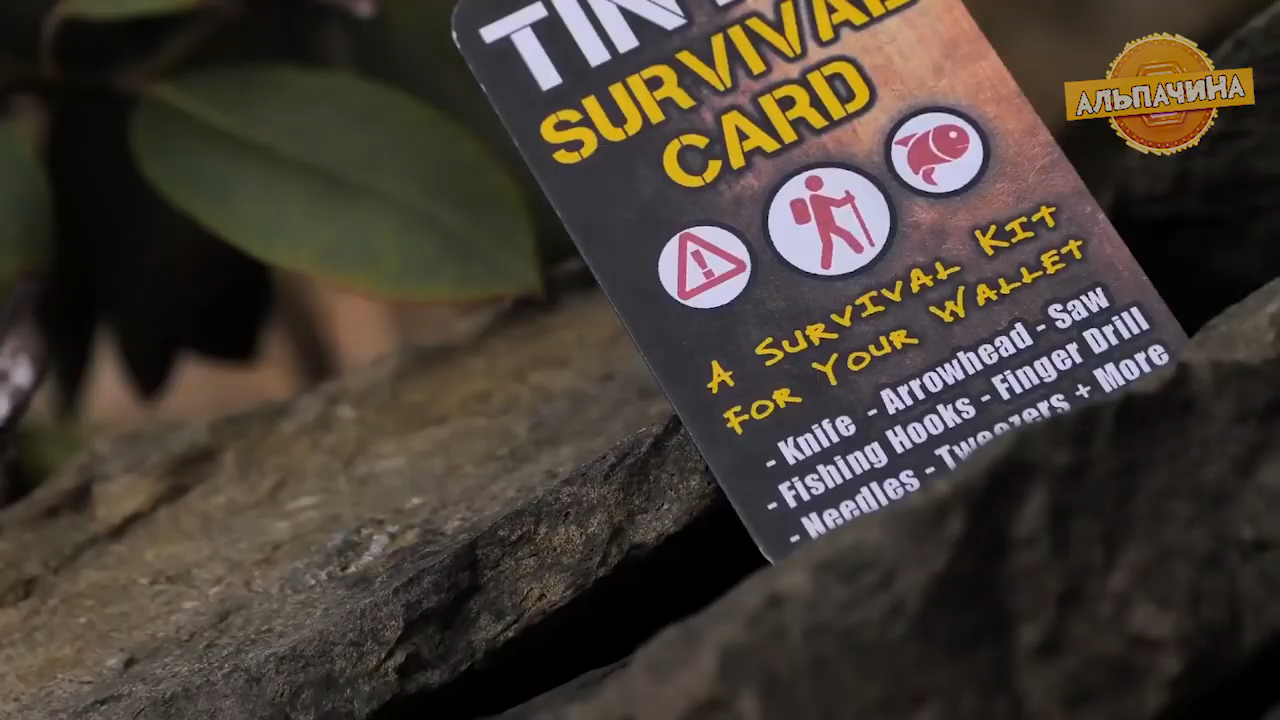 SURVIVAL
CARD
A SURVIVAL KIT
FOR YOUR WALLET
- Knife - Arrowhead - Saw
- Fishing Hooks - Finger Drill
- Needles - Tweezers + More
АЛЬПАЧИНА